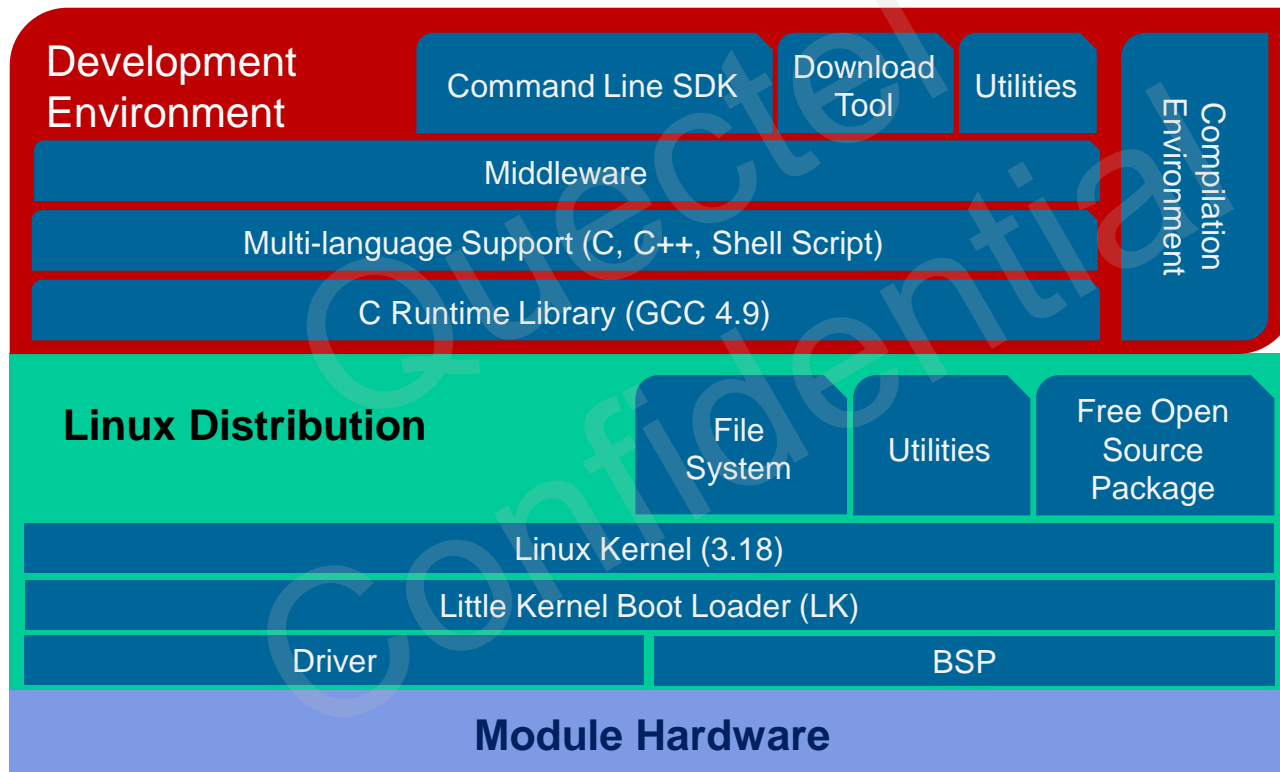 Development
Environment
Command Line SDK
Download
Tool
Utilities
Compilation
Environment
Middleware
Multi-language Support (C, C++, Shell Script)
C Runtime Library (GCC 4.9)
Linux Distribution
File
System
Utilities
Free Open
Source
Package
Linux Kernel (3.18)
Little Kernel Boot Loader (LK)
Driver
BSP
Module Hardware
Quectel
Confidential